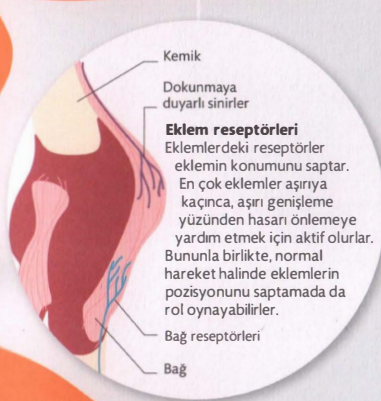 Kemik
Dokunmaya
duyarlı sinirler
Eklem reseptörleri
Eklemlerdeki reseptörler
eklemin konumunu saptar.
En çok eklemler aşırıya
kaçınca, aşırı genişleme
yüzünden hasarı önlemeye
yardım etmek için aktif olurlar.
Bununla birlikte, normal
hareket halinde eklemlerin
pozisyonunu saptamada da
rol oynayabilirler.
Bağ reseptörleri
Bağ